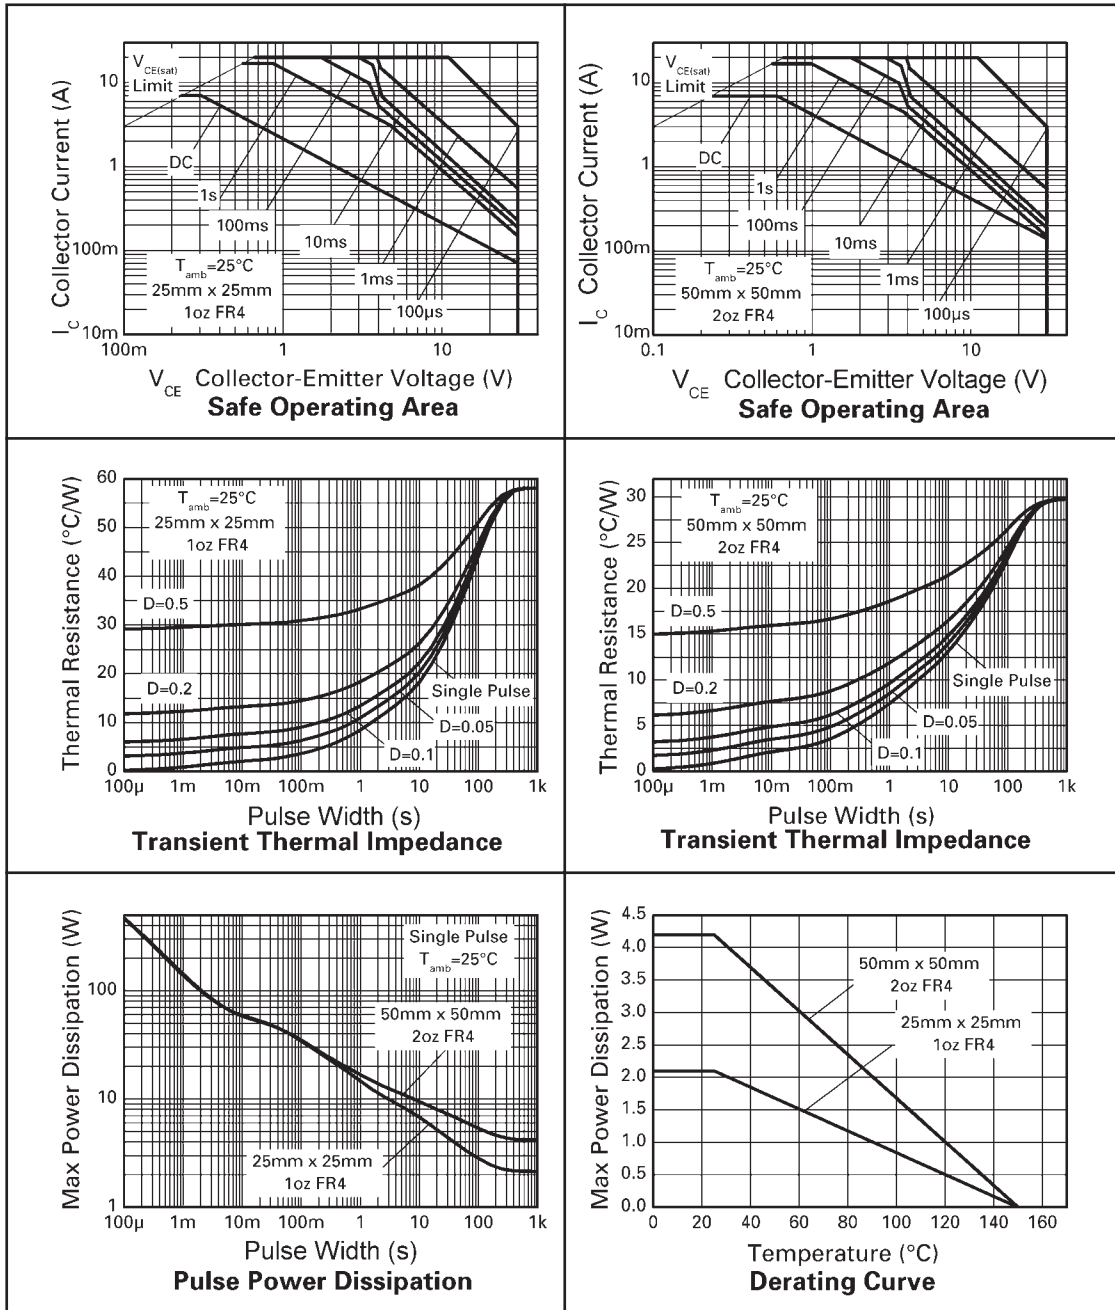 V_CE(sat)
Limit
10
1
100m
10m
I_C Collector Current (A)
DC
1s
100ms
10ms
1ms
100µs
T_amb=25°C
25mm x 25mm
1oz FR4
100m 1 10
V_CE Collector-Emitter Voltage (V)
Safe Operating Area
V_CE(sat)
Limit
10
1
100m
10m
I_C Collector Current (A)
DC
1s
100ms
10ms
1ms
100µs
T_amb=25°C
50mm x 50mm
2oz FR4
0.1 1 10
V_CE Collector-Emitter Voltage (V)
Safe Operating Area
60
50
40
30
20
10
0
Thermal Resistance (°C/W)
T_amb=25°C
25mm x 25mm
1oz FR4
D=0.5
D=0.2
Single Pulse
D=0.05
D=0.1
100µ 1m 10m 100m 1 10 100 1k
Pulse Width (s)
Transient Thermal Impedance
30
25
20
15
10
5
0
Thermal Resistance (°C/W)
T_amb=25°C
50mm x 50mm
2oz FR4
D=0.5
D=0.2
Single Pulse
D=0.05
D=0.1
100µ 1m 10m 100m 1 10 100 1k
Pulse Width (s)
Transient Thermal Impedance
100
10
1
Max Power Dissipation (W)
Single Pulse
T_amb=25°C
50mm x 50mm
2oz FR4
25mm x 25mm
1oz FR4
100µ 1m 10m 100m 1 10 100 1k
Pulse Width (s)
Pulse Power Dissipation
4.5
4.0
3.5
3.0
2.5
2.0
1.5
1.0
0.5
0.0
Max Power Dissipation (W)
50mm x 50mm
2oz FR4
25mm x 25mm
1oz FR4
0 20 40 60 80 100 120 140 160
Temperature (°C)
Derating Curve